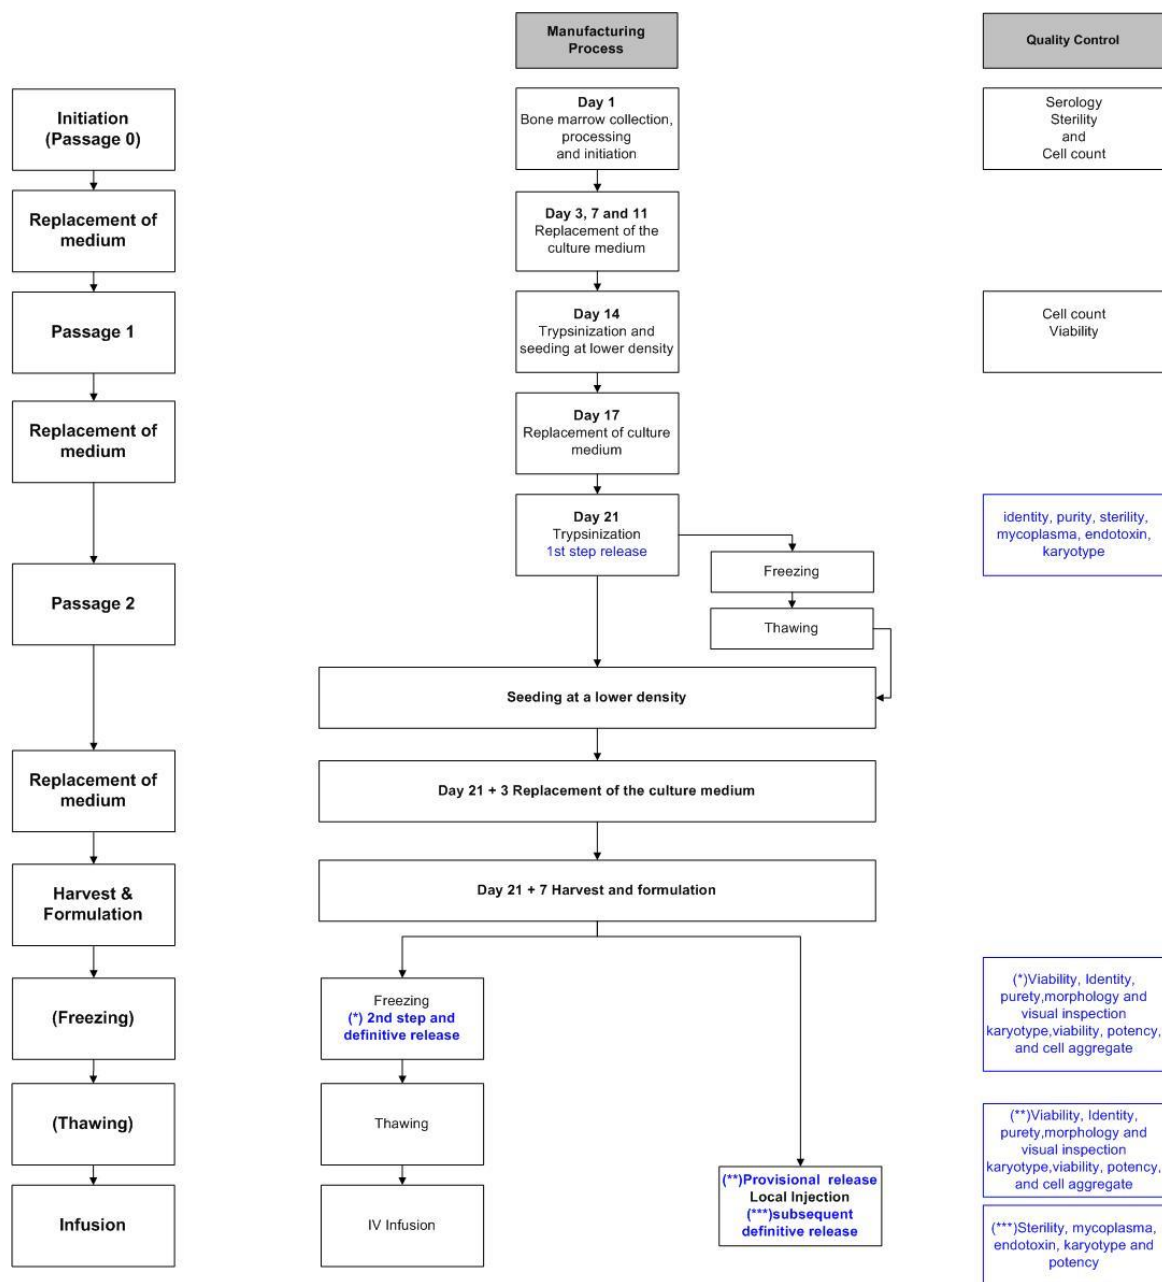 Manufacturing
Process
Quality Control
Initiation
(Passage 0)
Day 1
Bone marrow collection,
processing
and initiation
Serology
Sterility
and
Cell count
Replacement of
medium
Day 3, 7 and 11
Replacement of the
culture medium
Passage 1
Day 14
Trypsinization and
seeding at lower density
Cell count
Viability
Replacement of
medium
Day 17
Replacement of culture
medium
Day 21
Trypsinization
1st step release
identity, purity, sterility,
mycoplasma, endotoxin,
karyotype
Freezing
Passage 2
Thawing
Seeding at a lower density
Replacement of
medium
Day 21 + 3 Replacement of the culture medium
Harvest &
Formulation
Day 21 + 7 Harvest and formulation
(Freezing)
Freezing
(*) 2nd step and
definitive release
(*)Viability, Identity,
purety,morphology and
visual inspection
karyotype,viability, potency,
and cell aggregate
(Thawing)
Thawing
(**)Viability, Identity,
purety,morphology and
visual inspection
karyotype,viability, potency,
and cell aggregate
Infusion
IV Infusion
(**)Provisional release
Local Injection
(***)subsequent
definitive release
(***)Sterility, mycoplasma,
endotoxin, karyotype and
potency